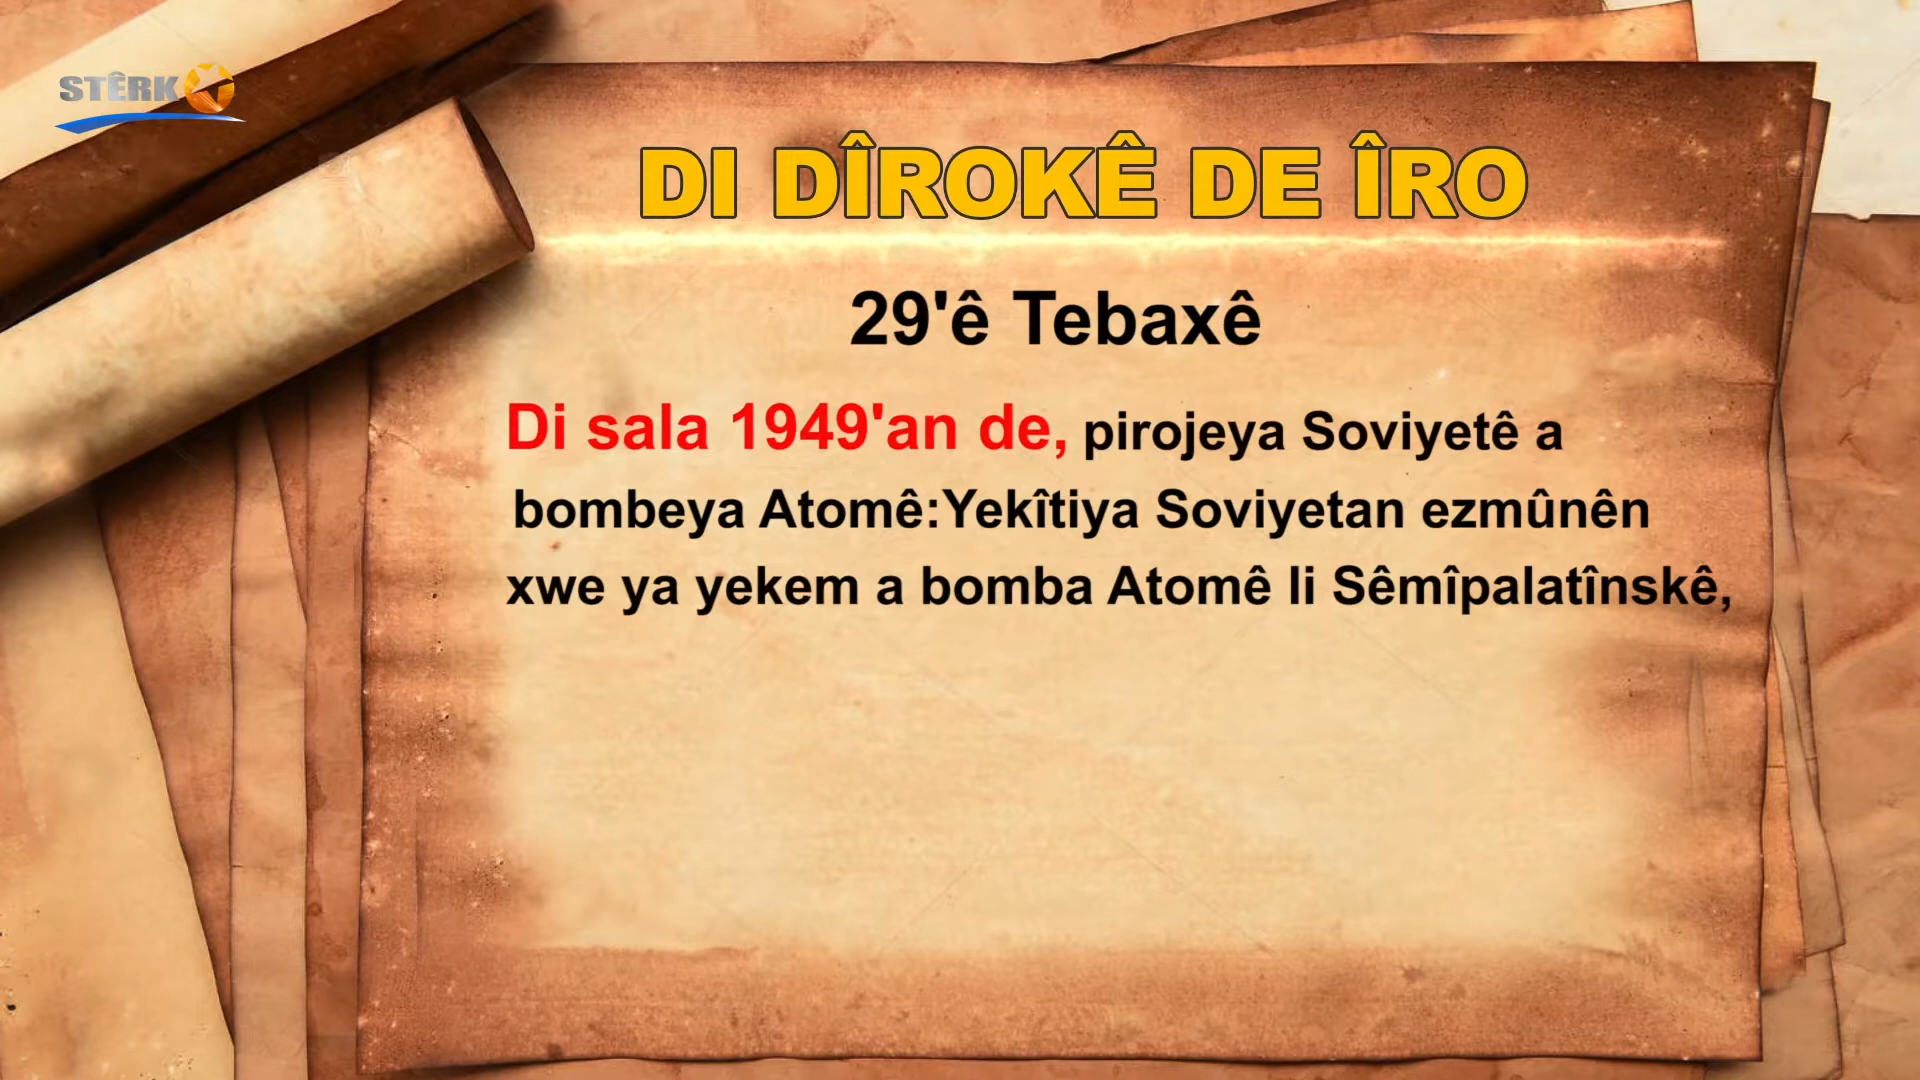 STÊRK
DI DÎROKÊ DE ÎRO
29'ê Tebaxê
Di sala 1949'an de, pirojeya Soviyetê a
bombeya Atomê:Yekîtiya Soviyetan ezmûnên
xwe ya yekem a bomba Atomê li Sêmîpalatînskê,